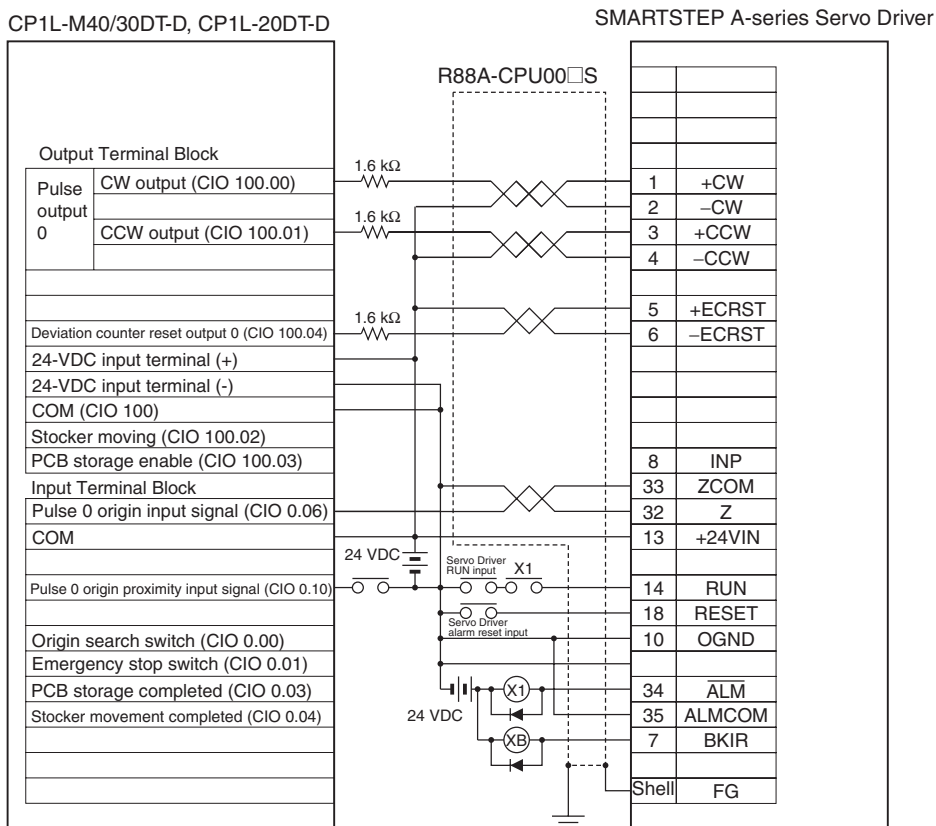 CP1L-M40/30DT-D, CP1L-20DT-D
SMARTSTEP A-series Servo Driver
R88A-CPU00□S
Output Terminal Block
Pulse output 0
CW output (CIO 100.00)
CCW output (CIO 100.01)
1.6 kΩ
1.6 kΩ
1.6 kΩ
Deviation counter reset output 0 (CIO 100.04)
24-VDC input terminal (+)
24-VDC input terminal (-)
COM (CIO 100)
Stocker moving (CIO 100.02)
PCB storage enable (CIO 100.03)
Input Terminal Block
Pulse 0 origin input signal (CIO 0.06)
COM
Pulse 0 origin proximity input signal (CIO 0.10)
Origin search switch (CIO 0.00)
Emergency stop switch (CIO 0.01)
PCB storage completed (CIO 0.03)
Stocker movement completed (CIO 0.04)
24 VDC
Servo Driver
RUN input
X1
Servo Driver
alarm reset input
24 VDC
X1
XB
1 +CW
2 −CW
3 +CCW
4 −CCW
5 +ECRST
6 −ECRST
8 INP
33 ZCOM
32 Z
13 +24VIN
14 RUN
18 RESET
10 OGND
34 ALM
35 ALMCOM
7 BKIR
Shell FG